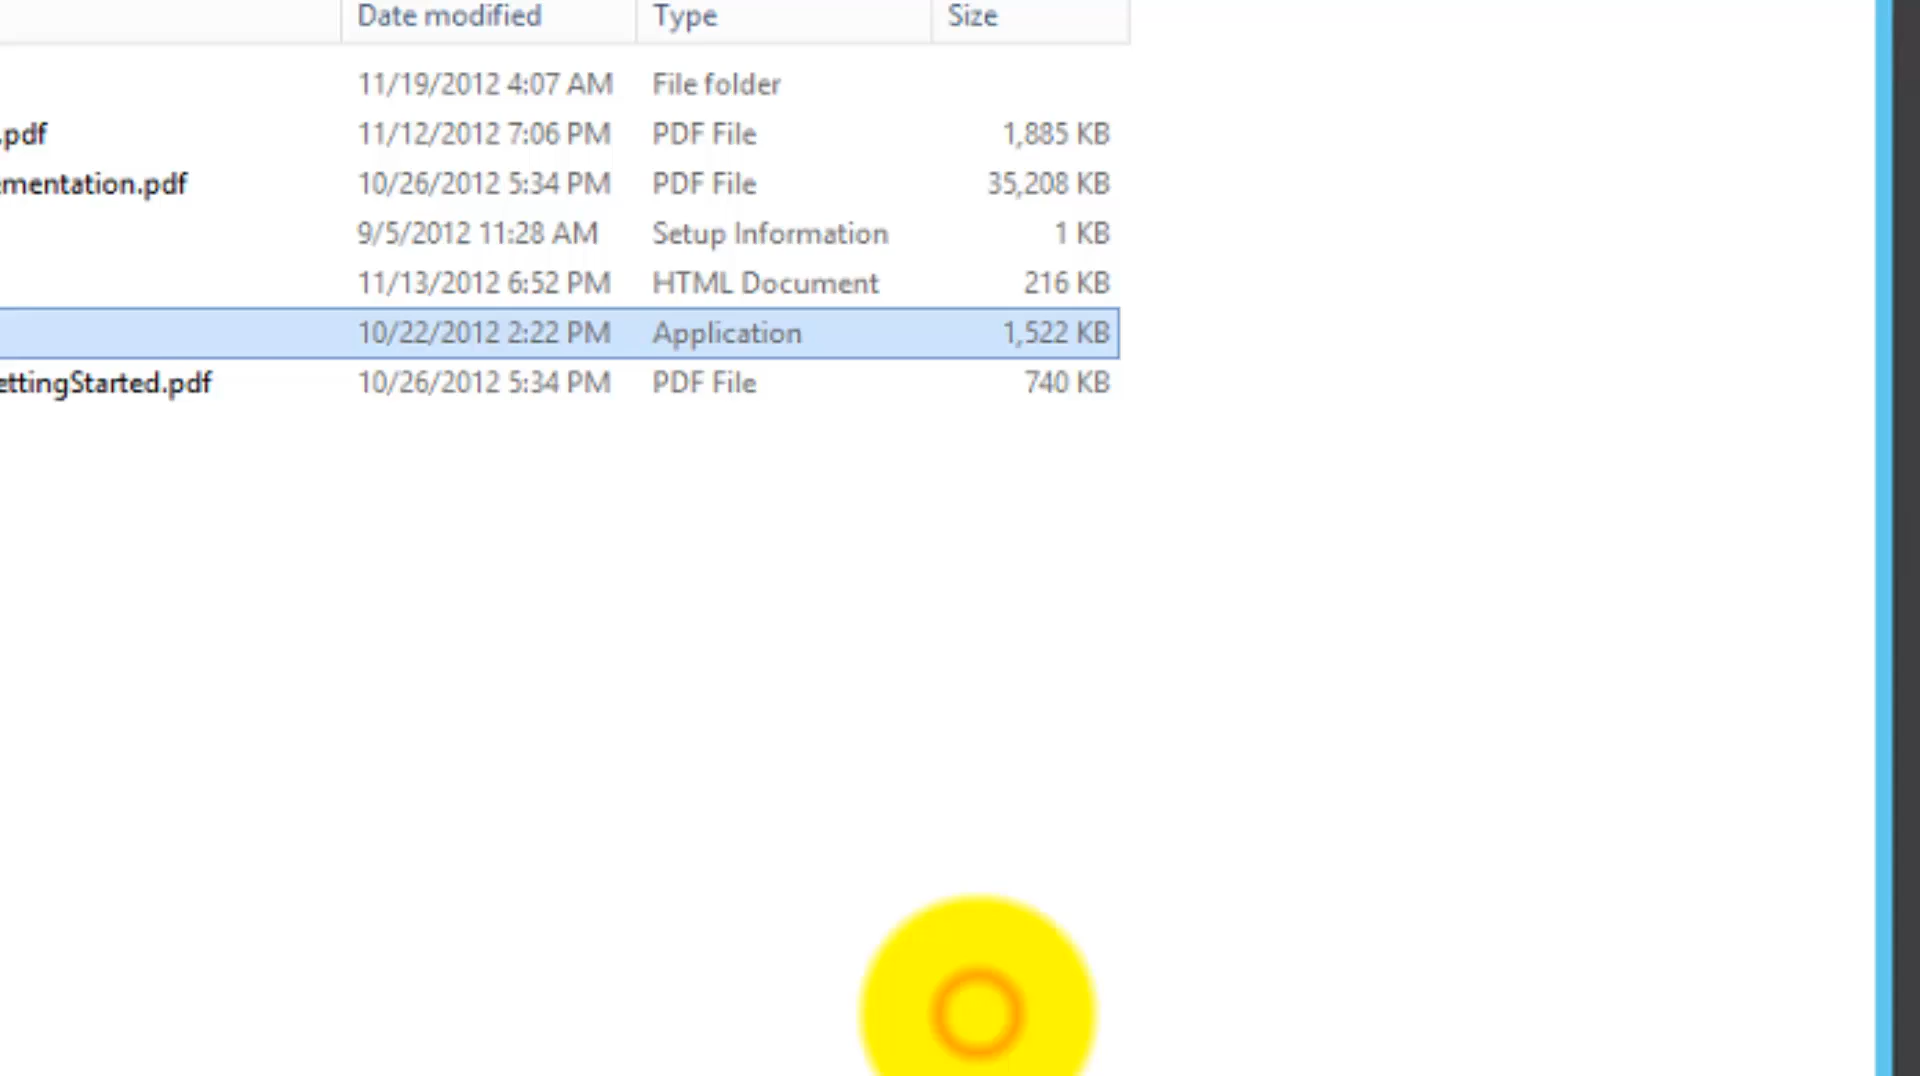 Date modified Type Size
11/19/2012 4:07 AM File folder
.pdf 11/12/2012 7:06 PM PDF File 1,885 KB
ementation.pdf 10/26/2012 5:34 PM PDF File 35,208 KB
9/5/2012 11:28 AM Setup Information 1 KB
11/13/2012 6:52 PM HTML Document 216 KB
10/22/2012 2:22 PM Application 1,522 KB
ettingStarted.pdf 10/26/2012 5:34 PM PDF File 740 KB